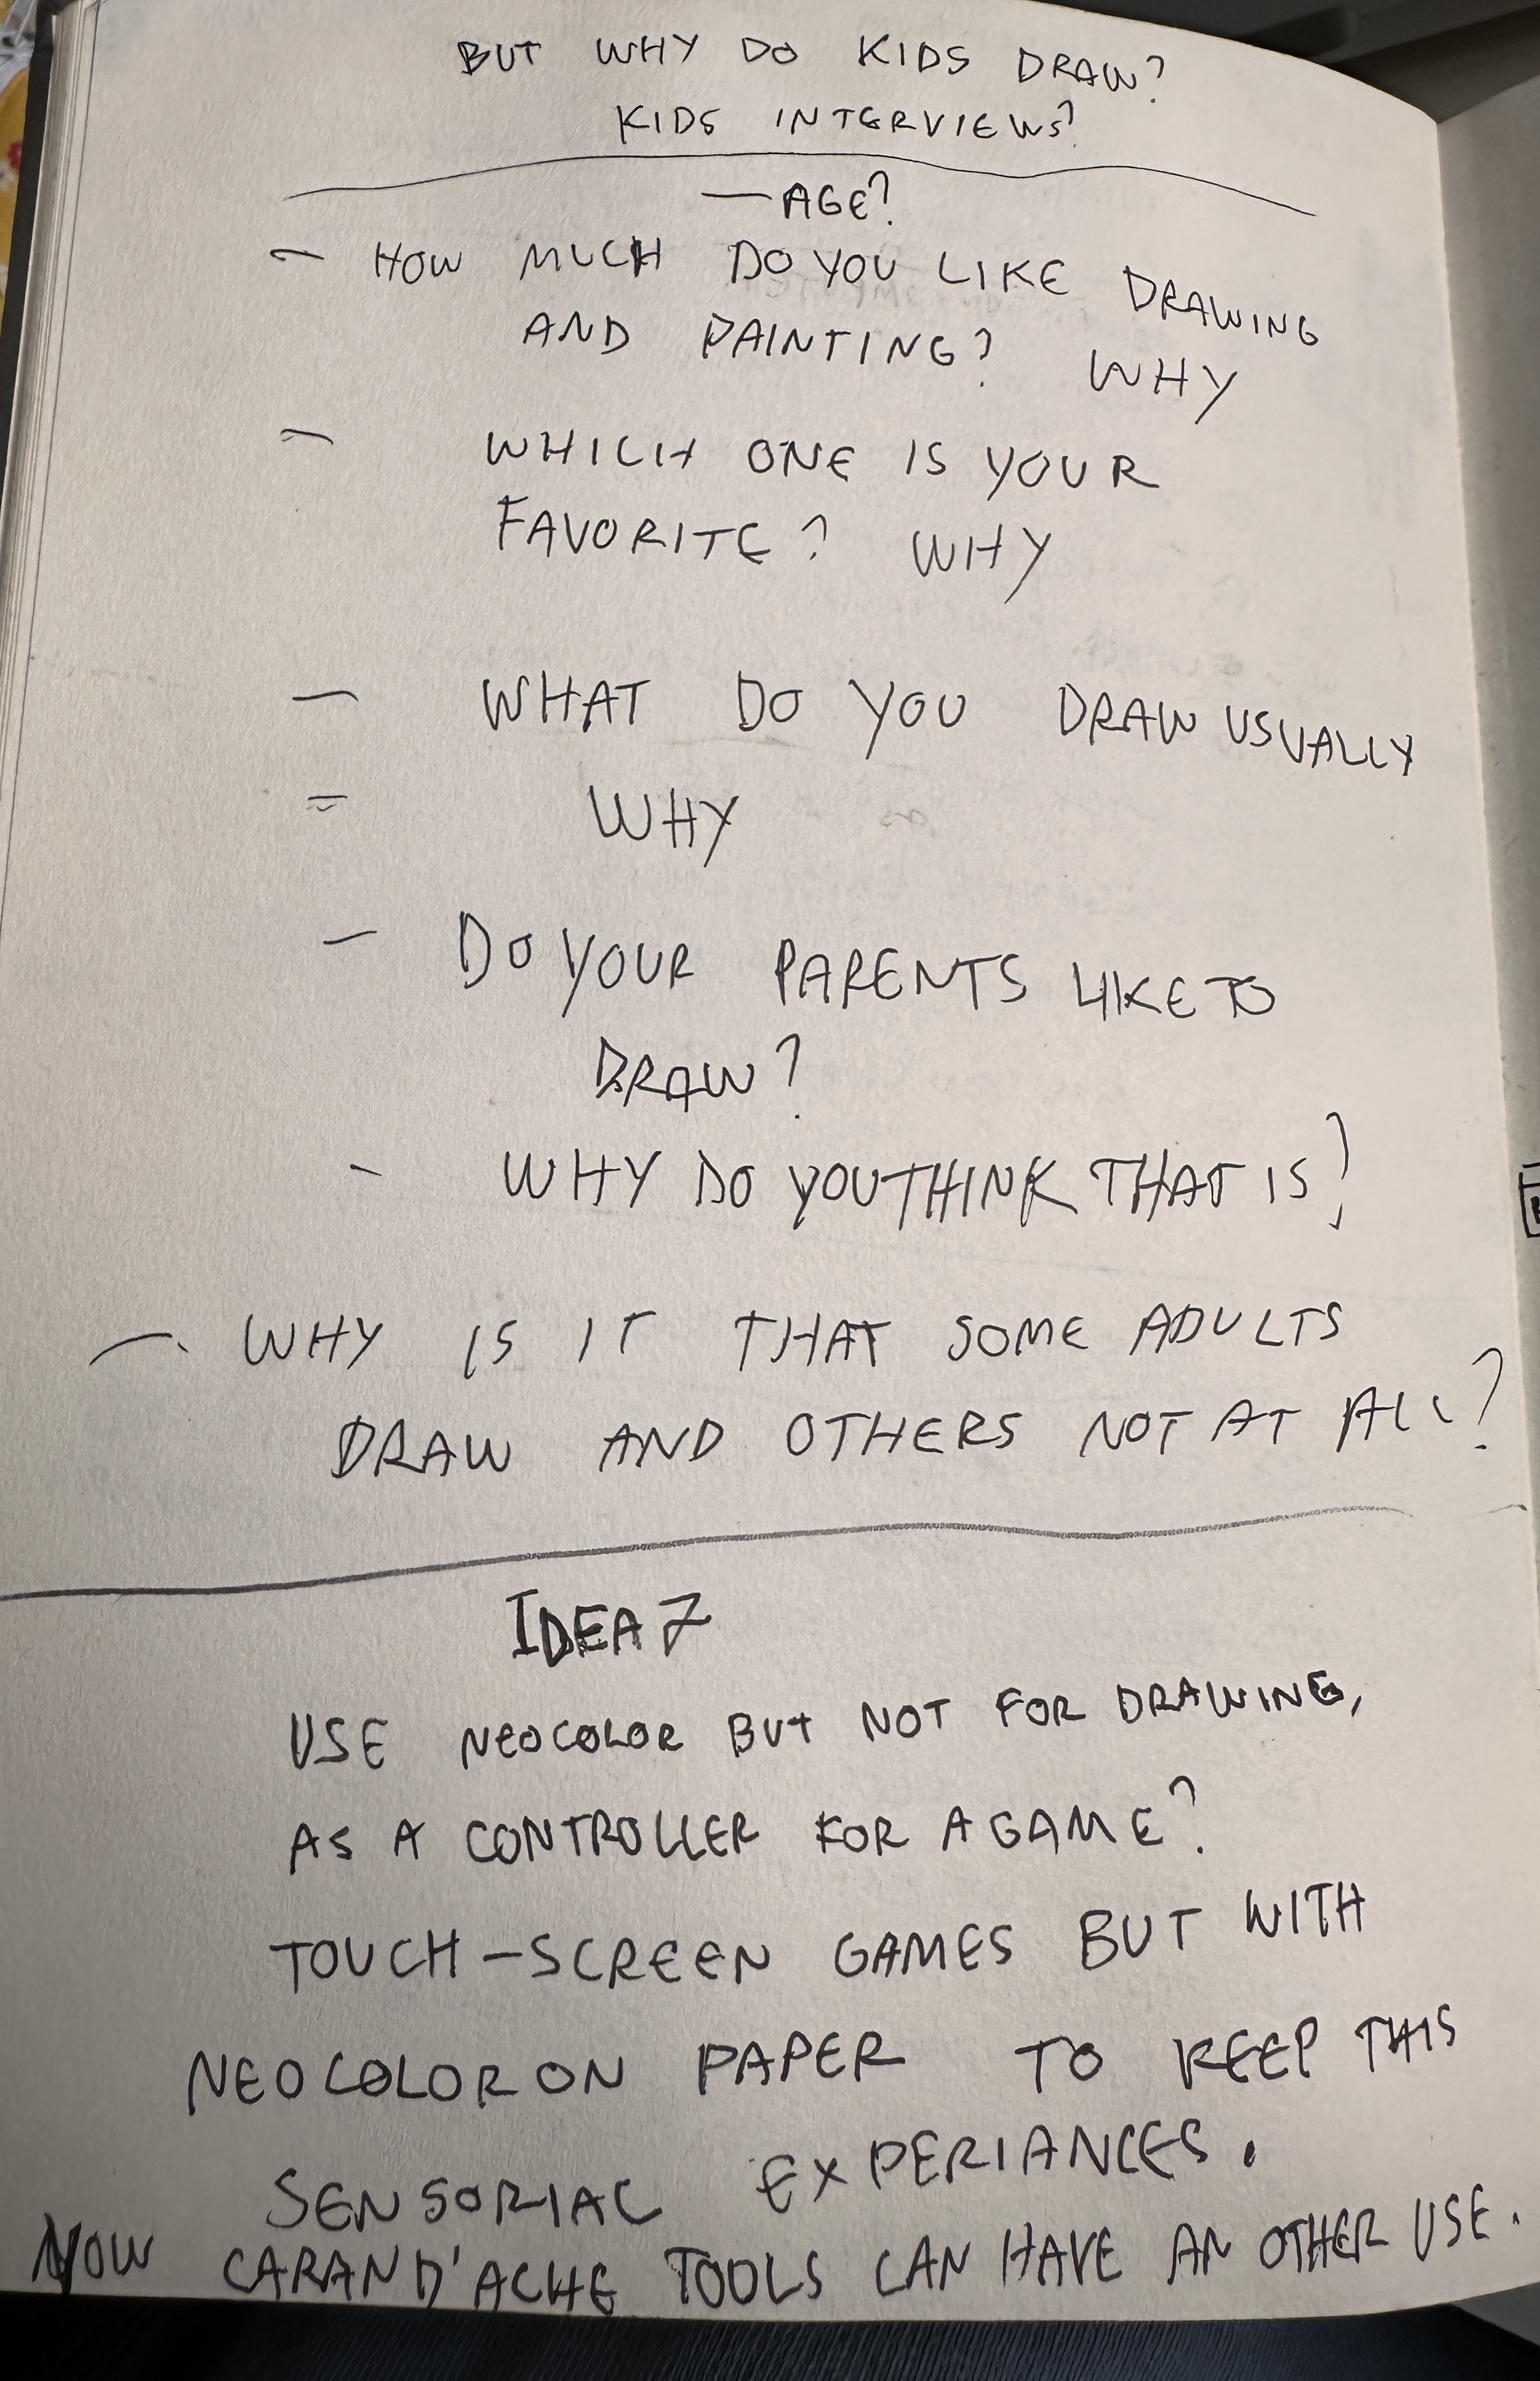 BUT WHY DO KIDS DRAW?
KIDS INTERVIEWS?
— AGE?
— HOW MUCH DO YOU LIKE DRAWING
AND PAINTING? WHY
— WHICH ONE IS YOUR
FAVORITE? WHY
— WHAT DO YOU DRAW USUALLY
= WHY
— DO YOUR PARENTS LIKE TO
DRAW?
- WHY DO YOU THINK THAT IS?
— WHY IS IT THAT SOME ADULTS
DRAW AND OTHERS NOT AT ALL?
IDEA 7
USE NEOCOLOR BUT NOT FOR DRAWING,
AS A CONTROLLER FOR A GAME?
TOUCH-SCREEN GAMES BUT WITH
NEOCOLOR ON PAPER TO KEEP THIS
SENSORIAL EXPERIANCES.
NOW CARAN D'ACHE TOOLS CAN HAVE AN OTHER USE.